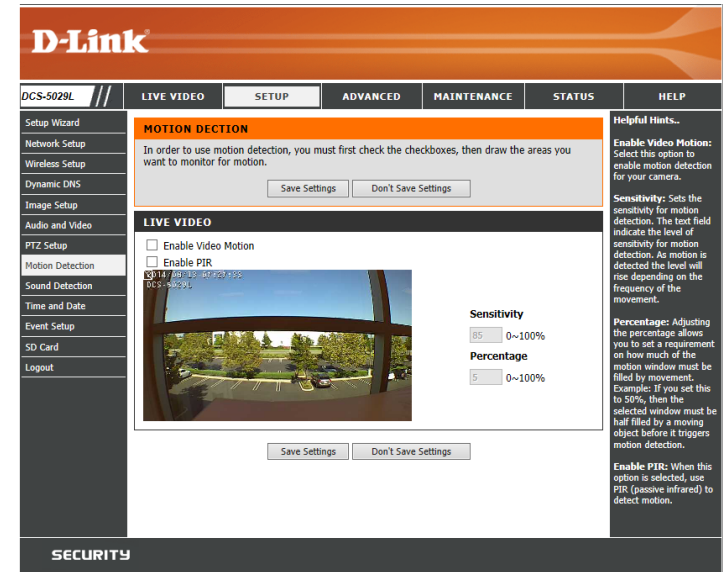 D-Link
DCS-5029L
LIVE VIDEO
SETUP
ADVANCED
MAINTENANCE
STATUS
HELP
Setup Wizard
Network Setup
Wireless Setup
Dynamic DNS
Image Setup
Audio and Video
PTZ Setup
Motion Detection
Sound Detection
Time and Date
Event Setup
SD Card
Logout
MOTION DECTION
In order to use motion detection, you must first check the checkboxes, then draw the areas you
want to monitor for motion.
Save Settings
Don't Save Settings
LIVE VIDEO
Enable Video Motion
Enable PIR
DCS-5029L
Sensitivity
85
0~100%
Percentage
5
0~100%
Save Settings
Don't Save Settings
Helpful Hints..
Enable Video Motion:
Select this option to
enable motion detection
for your camera.
Sensitivity: Sets the
sensitivity for motion
detection. The text field
indicate the level of
sensitivity for motion
detection. As motion is
detected the level will
rise depending on the
frequency of the
movement.
Percentage: Adjusting
the percentage allows
you to set a requirement
on how much of the
motion window must be
filled by movement.
Example: If you set this
to 50%, then the
selected window must be
half filled by a moving
object before it triggers
motion detection.
Enable PIR: When this
option is selected, use
PIR (passive infrared) to
detect motion.
SECURITY